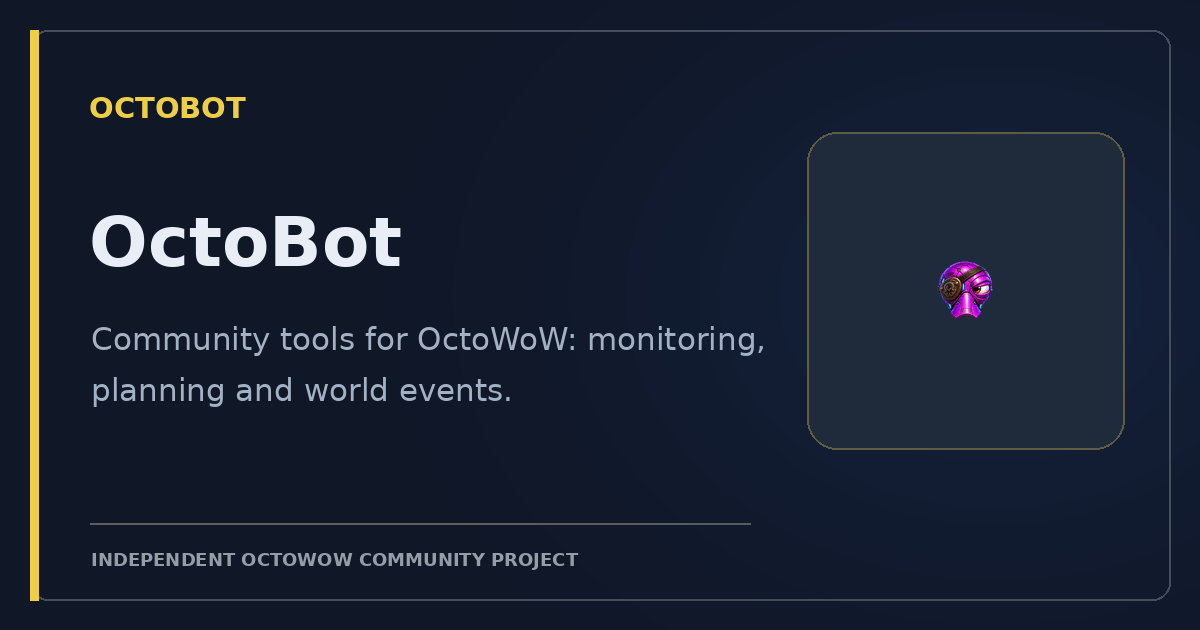 OCTOBOT
OctoBot
Community tools for OctoWoW: monitoring,
planning and world events.
INDEPENDENT OCTOWOW COMMUNITY PROJECT